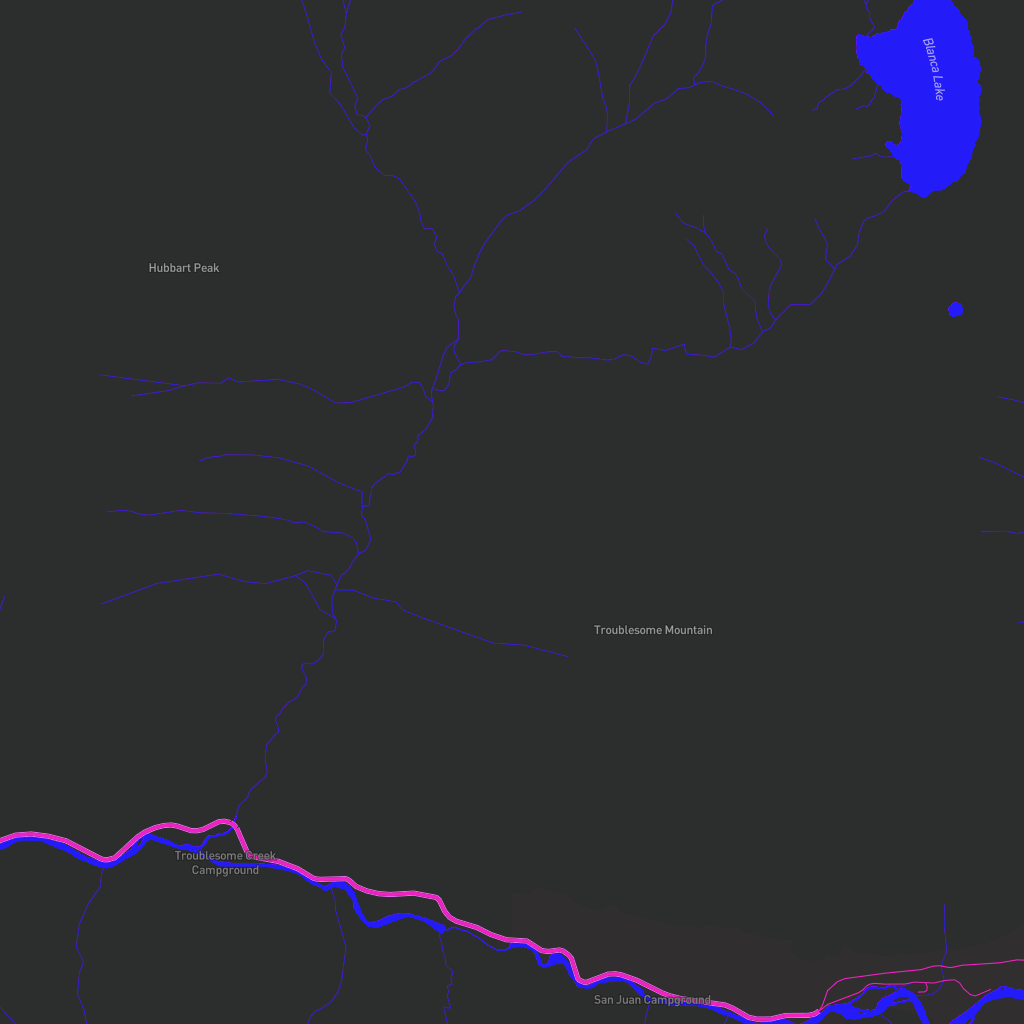 Blanca Lake
Hubbart Peak
Troublesome Mountain
Troublesome Creek
Campground
San Juan Campground